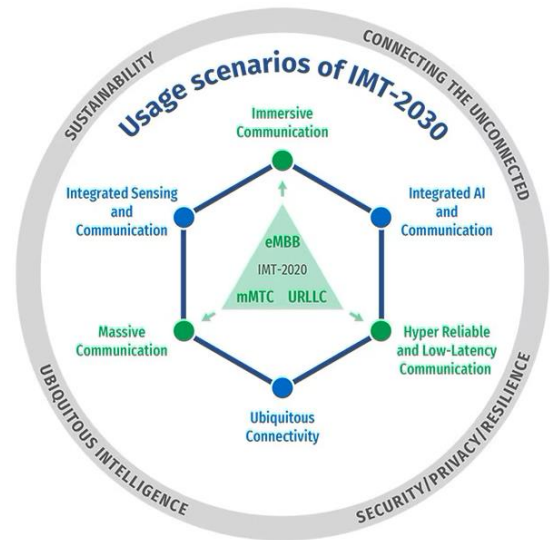 SUSTAINABILITY
CONNECTING THE UNCONNECTED
Usage scenarios of IMT-2030
Immersive
Communication
Integrated Sensing
and
Communication
Integrated AI
and
Communication
eMBB
IMT-2020
mMTC URLLC
Massive
Communication
Hyper Reliable
and Low-Latency
Communication
Ubiquitous
Connectivity
UBIQUITOUS INTELLIGENCE
SECURITY/PRIVACY/RESILIENCE